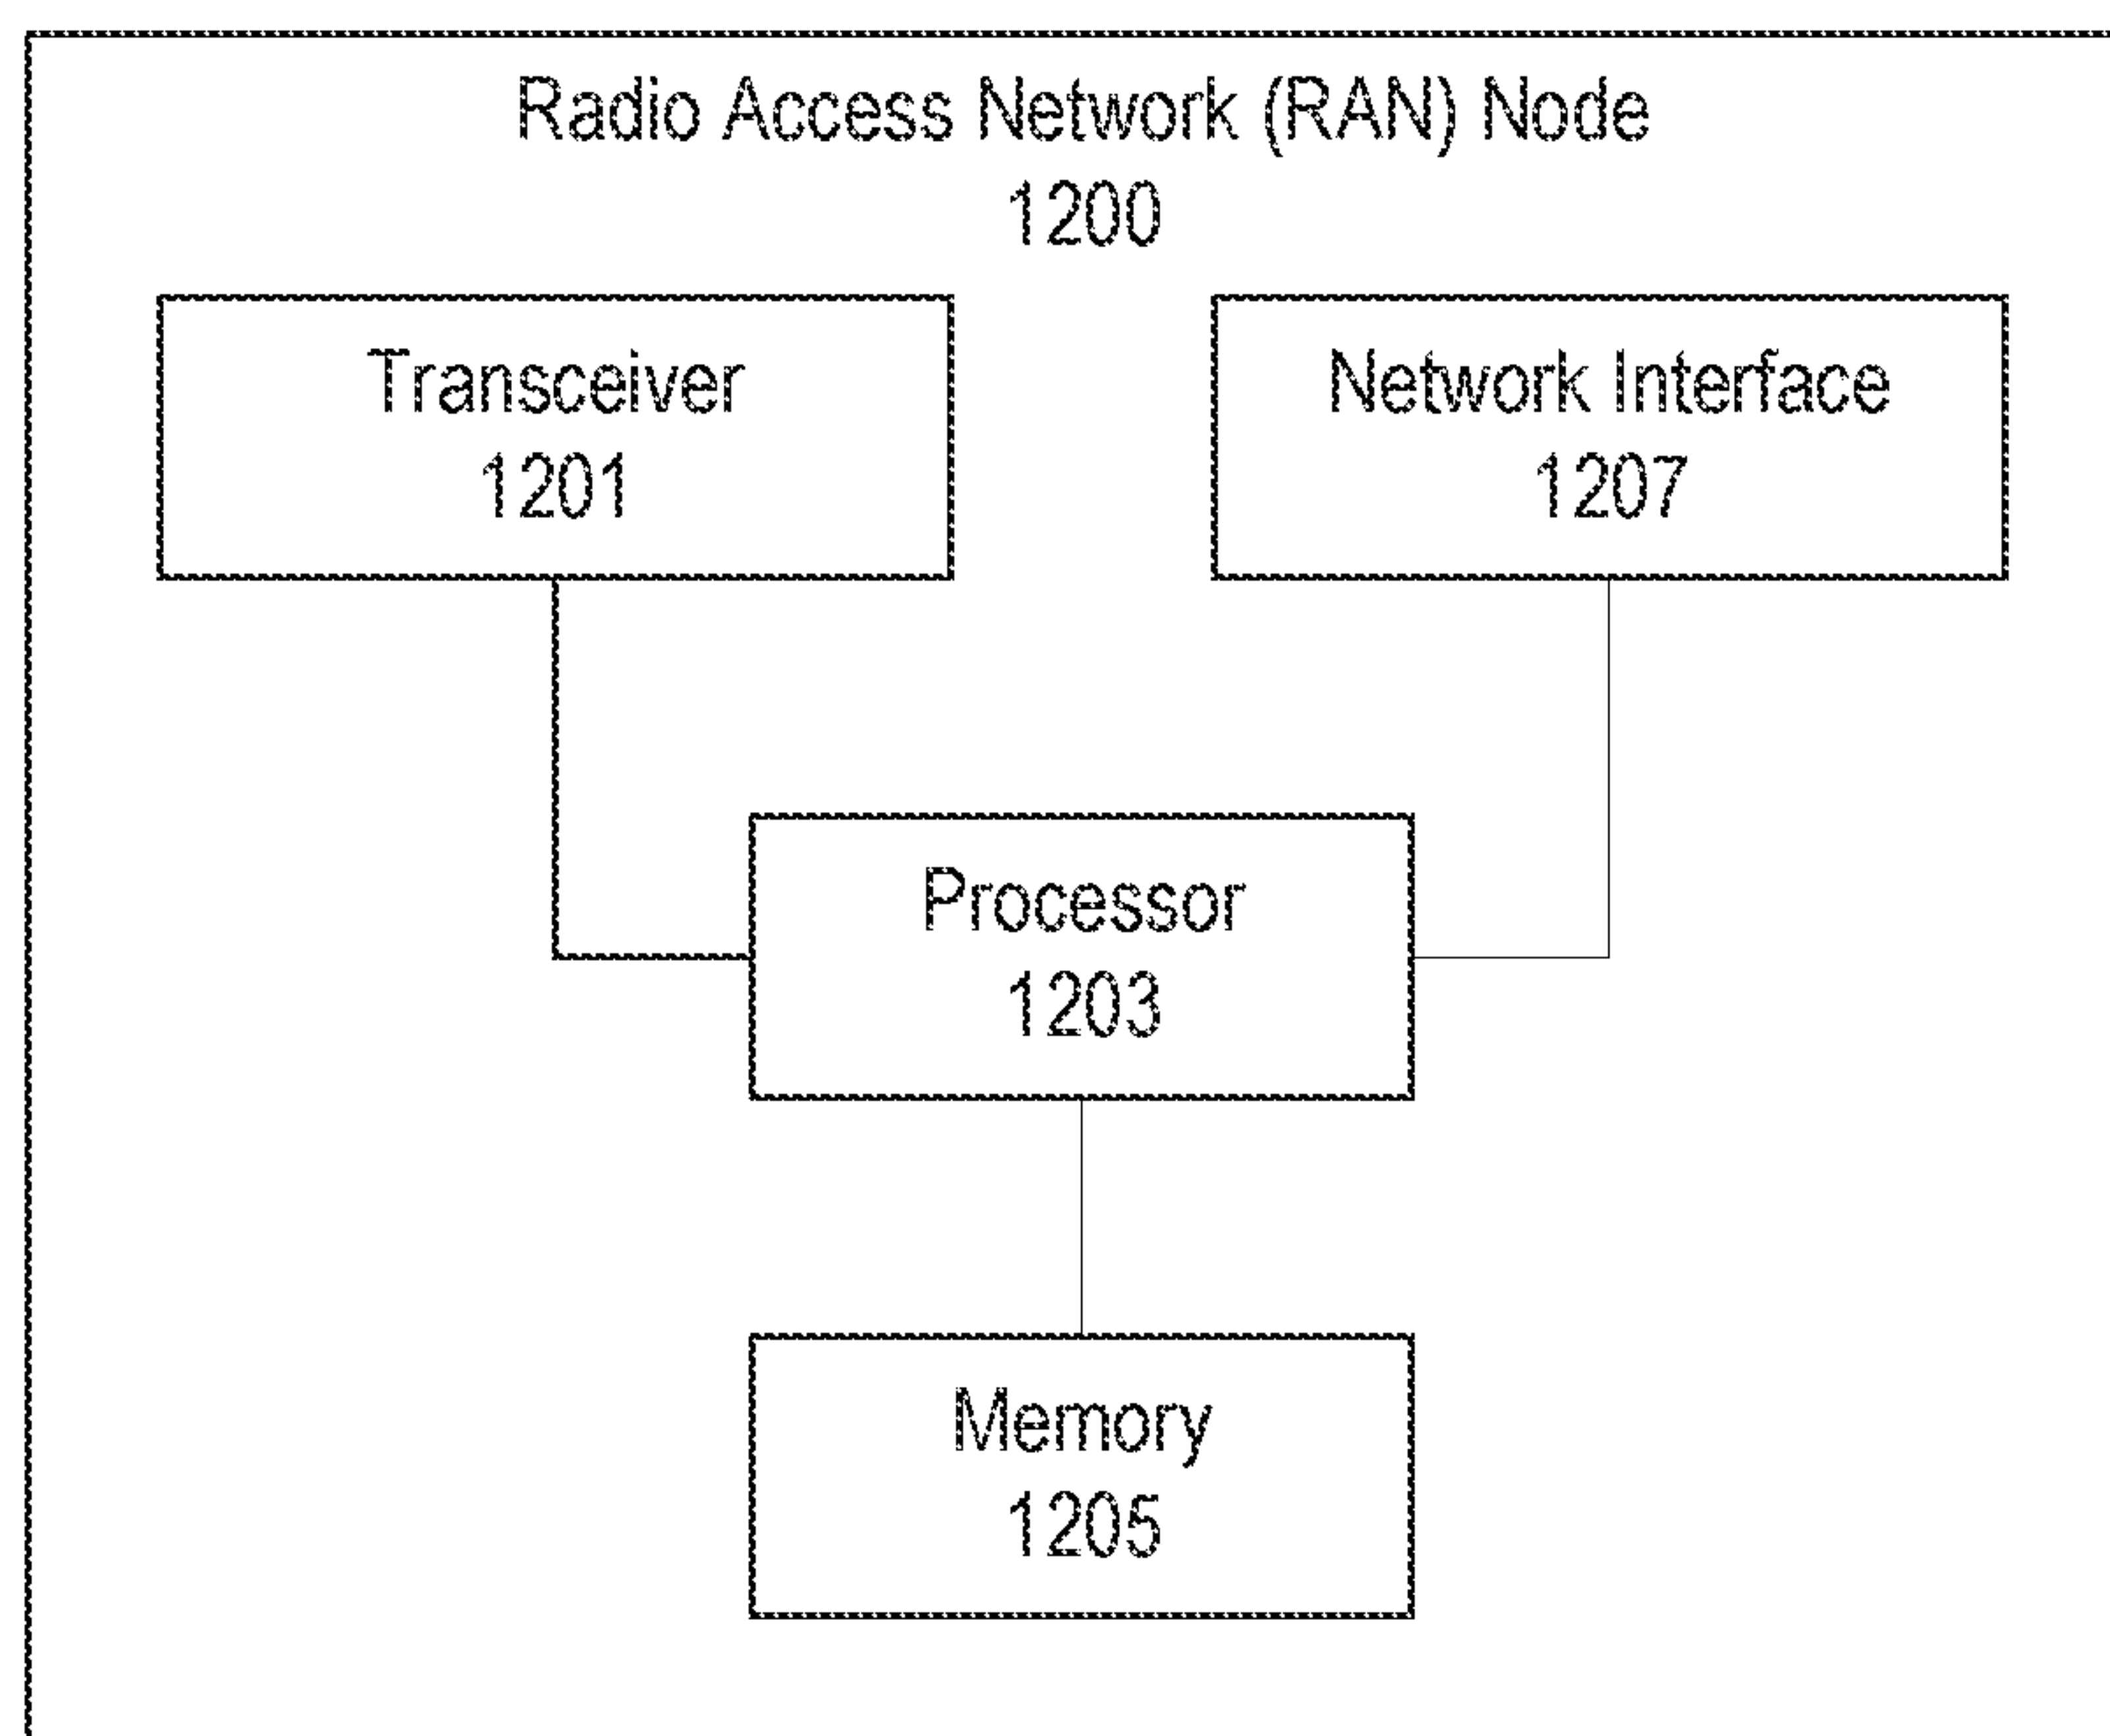 Radio Access Network (RAN) Node
1200
Transceiver
1201
Network Interface
1207
Processor
1203
Memory
1205